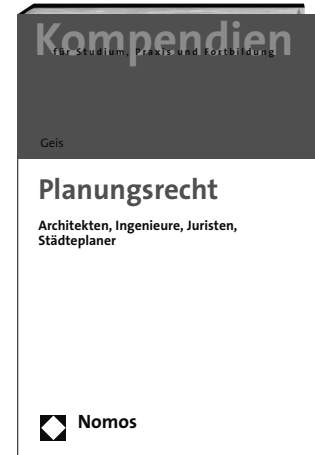 Kompendien
für Studium, Praxis und Fortbildung
Geis
Planungsrecht
Architekten, Ingenieure, Juristen,
Städteplaner
Nomos